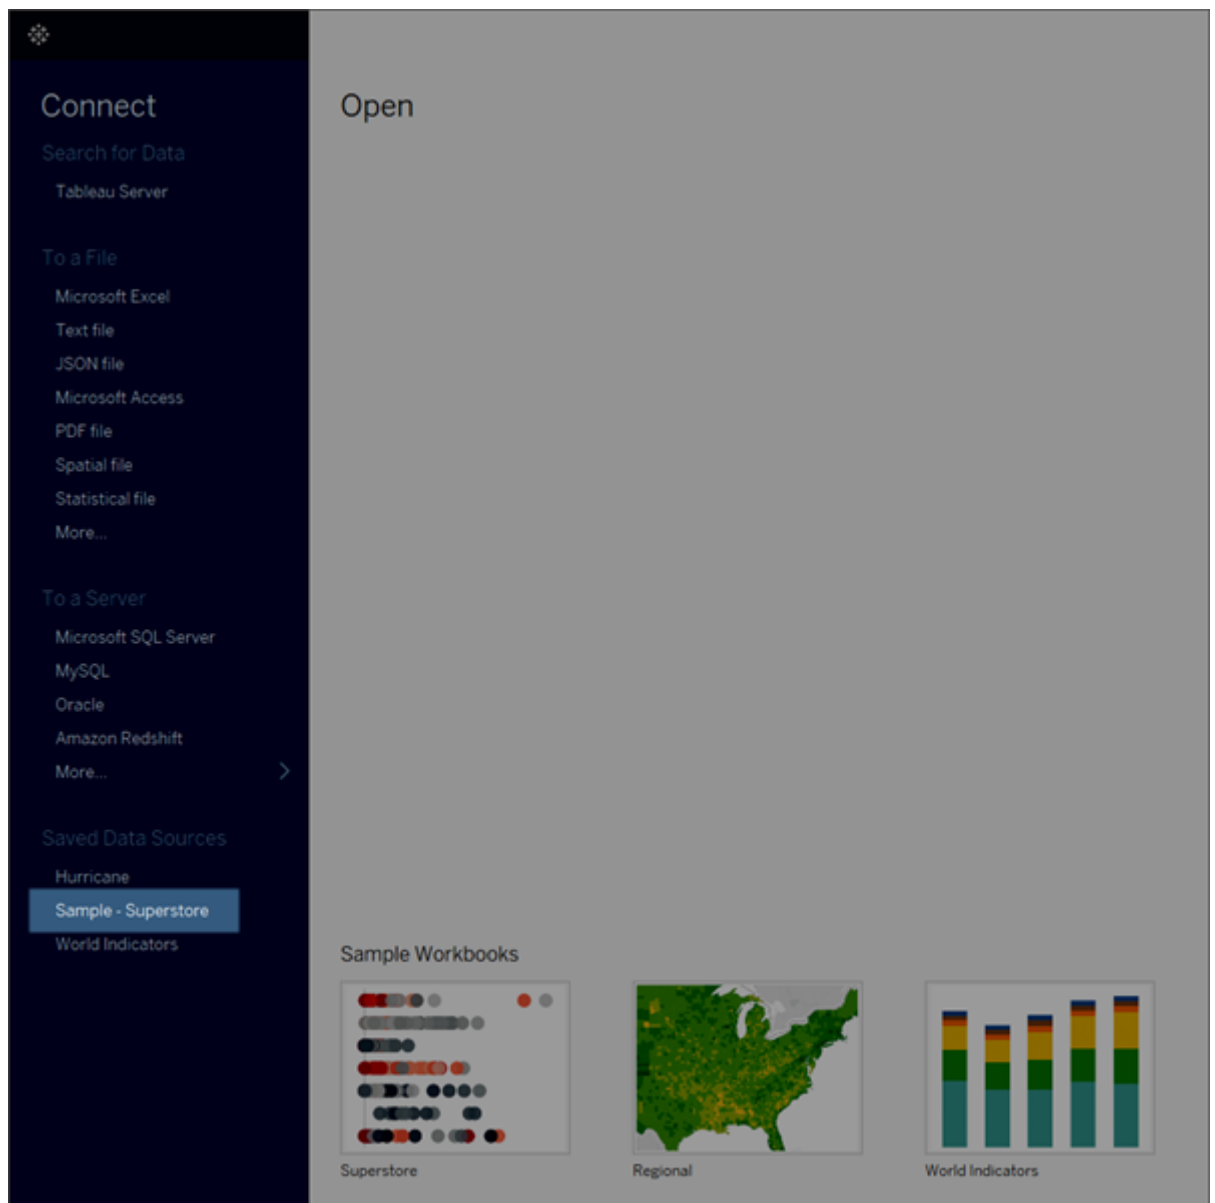 Connect
Search for Data
Tableau Server
To a File
Microsoft Excel
Text file
JSON file
Microsoft Access
PDF file
Spatial file
Statistical file
More...
To a Server
Microsoft SQL Server
MySQL
Oracle
Amazon Redshift
More...
Saved Data Sources
Hurricane
Sample - Superstore
World Indicators
Open
Sample Workbooks
Superstore
Regional
World Indicators